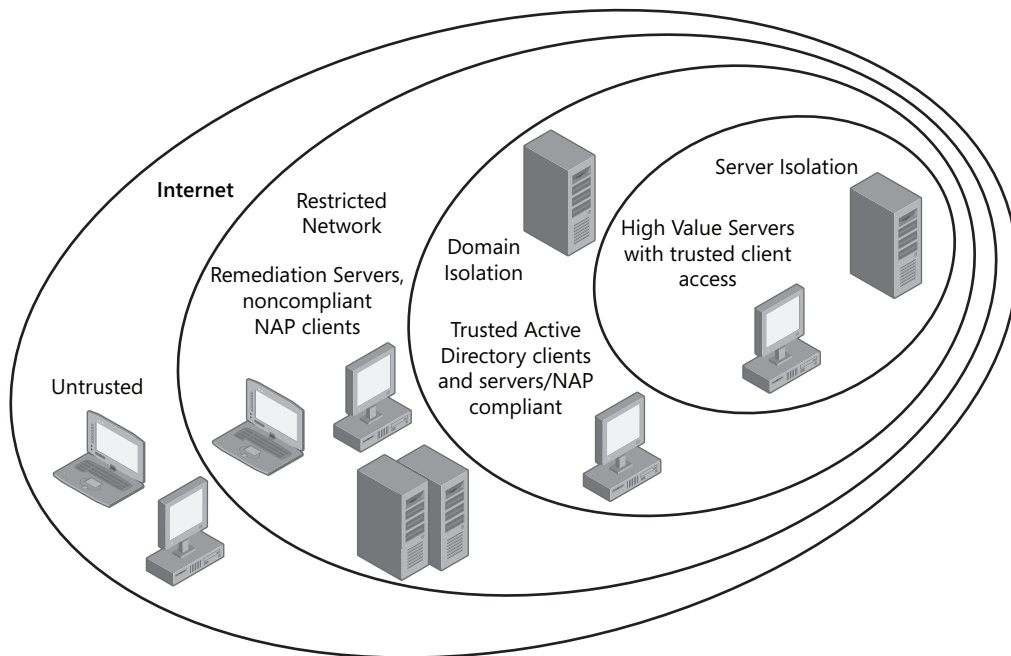 Internet
Untrusted
Restricted
Network
Remediation Servers,
noncompliant
NAP clients
Domain
Isolation
Trusted Active
Directory clients
and servers/NAP
compliant
Server Isolation
High Value Servers
with trusted client
access